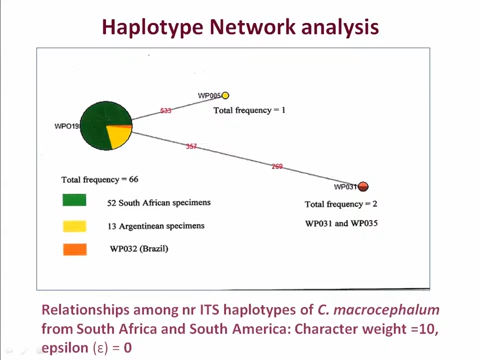 Haplotype Network analysis
WP005
533
Total frequency = 1
WPO19
357
269
WP031
Total frequency = 66
Total frequency = 2
52 South African specimens
WP031 and WP035
13 Argentinean specimens
WP032 (Brazil)
Relationships among nr ITS haplotypes of C. macrocephalum
from South Africa and South America: Character weight =10,
epsilon (ε) = 0